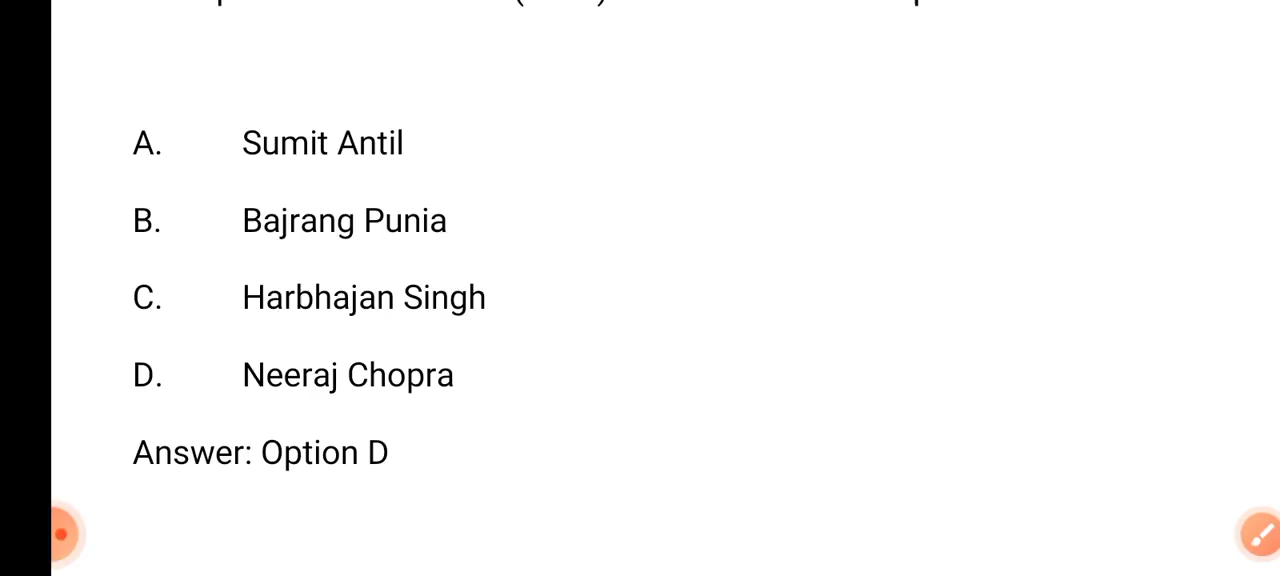 A. Sumit Antil
B. Bajrang Punia
C. Harbhajan Singh
D. Neeraj Chopra
Answer: Option D